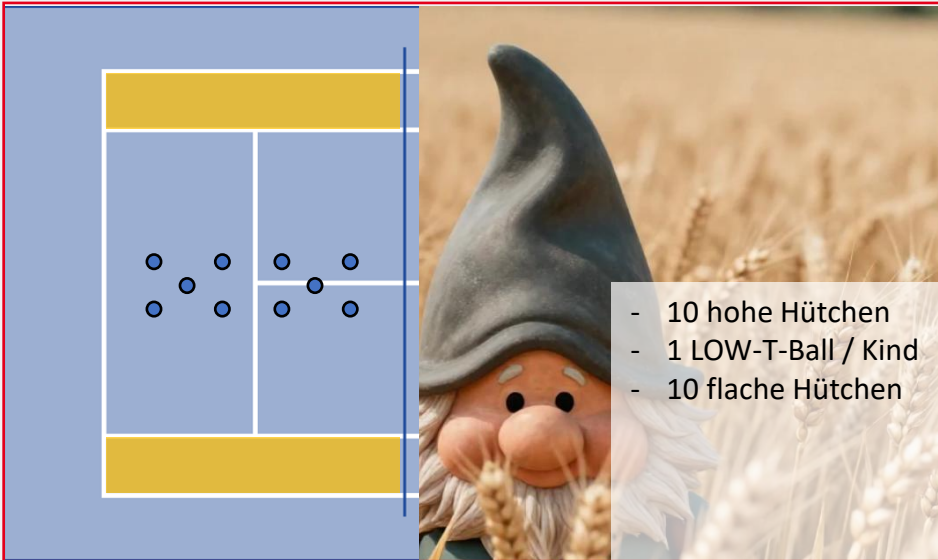 - 10 hohe Hütchen
- 1 LOW-T-Ball / Kind
- 10 flache Hütchen